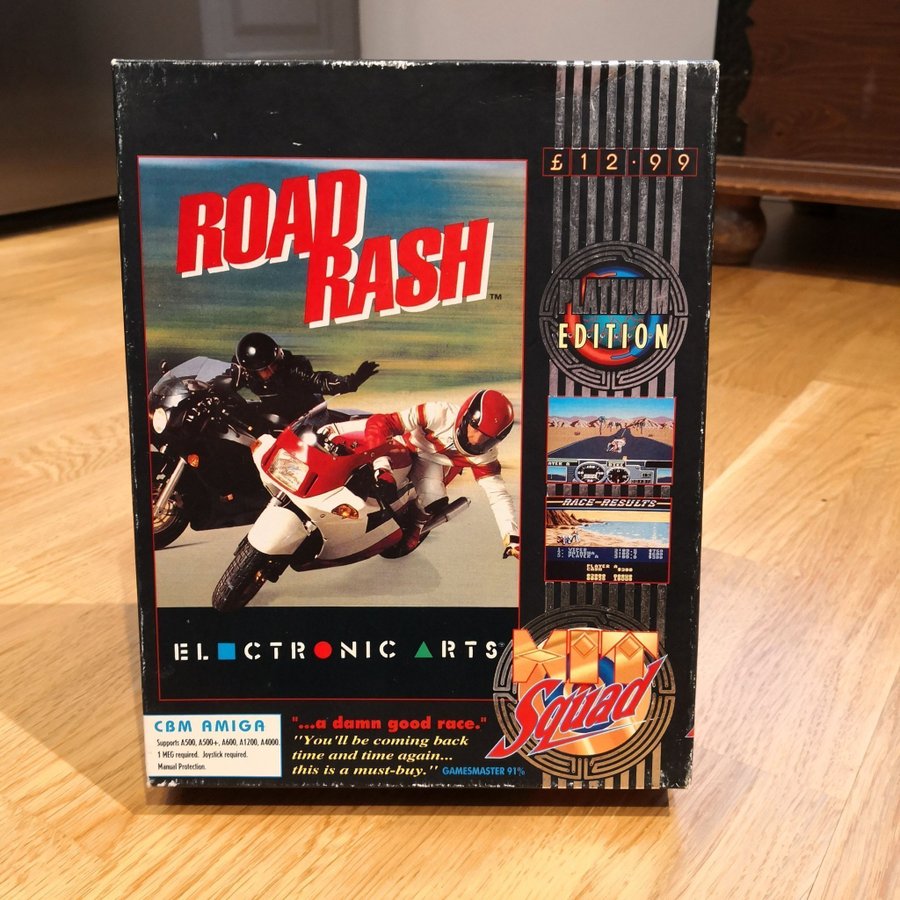 £12.99
ROAD
RASH
TM
PLATINUM
EDITION
RACE-RESULTS
PLAYER A
ELECTRONIC ARTS
HIT
Squad
CBM AMIGA
Supports A500, A500+, A600, A1200, A4000.
1 MEG required. Joystick required.
Manual Protection.
"...a damn good race."
"You'll be coming back
time and time again...
this is a must-buy." GAMESMASTER 91%